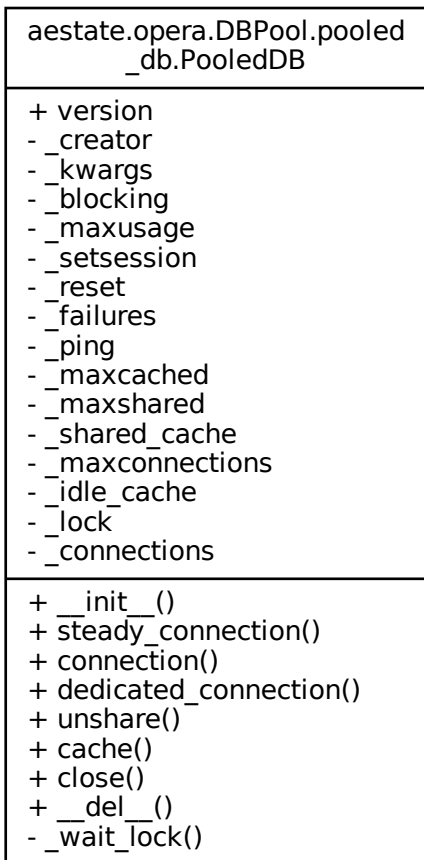 aestate.opera.DBPool.pooled
_db.PooledDB
+ version
- _creator
- _kwargs
- _blocking
- _maxusage
- _setsession
- _reset
- _failures
- _ping
- _maxcached
- _maxshared
- _shared_cache
- _maxconnections
- _idle_cache
- _lock
- _connections
+ __init__()
+ steady_connection()
+ connection()
+ dedicated_connection()
+ unshare()
+ cache()
+ close()
+ __del__()
- _wait_lock()